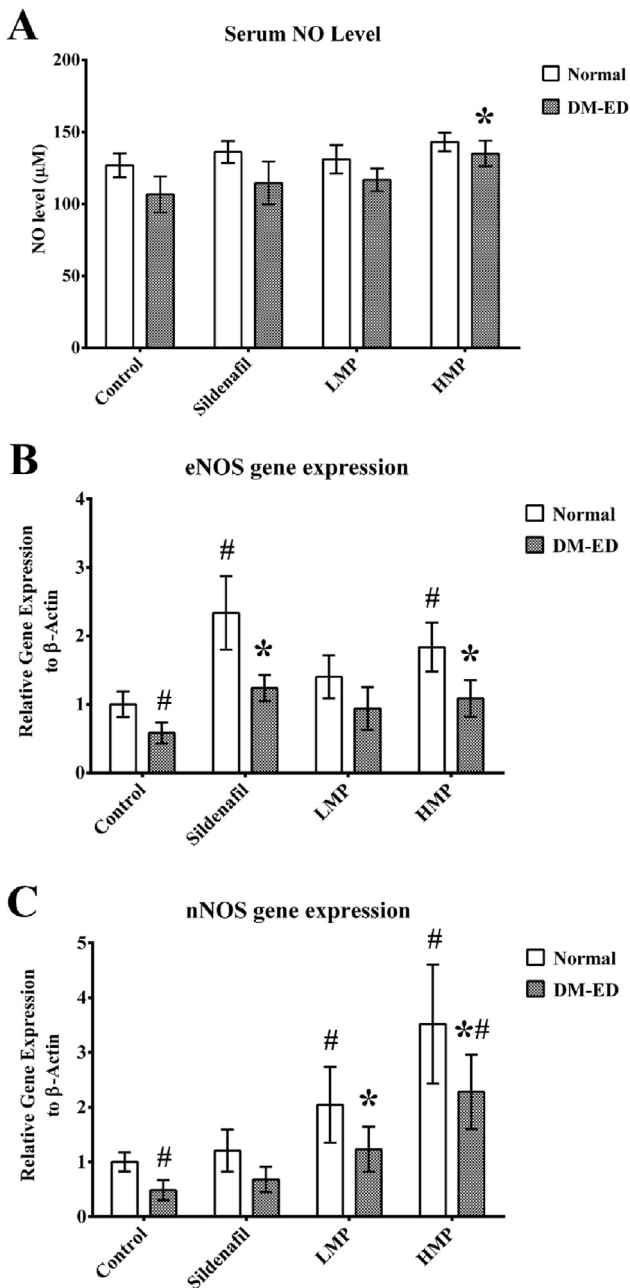 A
Serum NO Level
Normal
DM-ED
NO level (μM)
200
150
100
50
0
*
Control
Sildenafil
LMP
HMP
B
eNOS gene expression
Normal
DM-ED
Relative Gene Expression
to β-Actin
4
3
2
1
0
#
#
*
#
*
Control
Sildenafil
LMP
HMP
C
nNOS gene expression
Normal
DM-ED
Relative Gene Expression
to β-Actin
5
4
3
2
1
0
#
#
*
#
*#
Control
Sildenafil
LMP
HMP